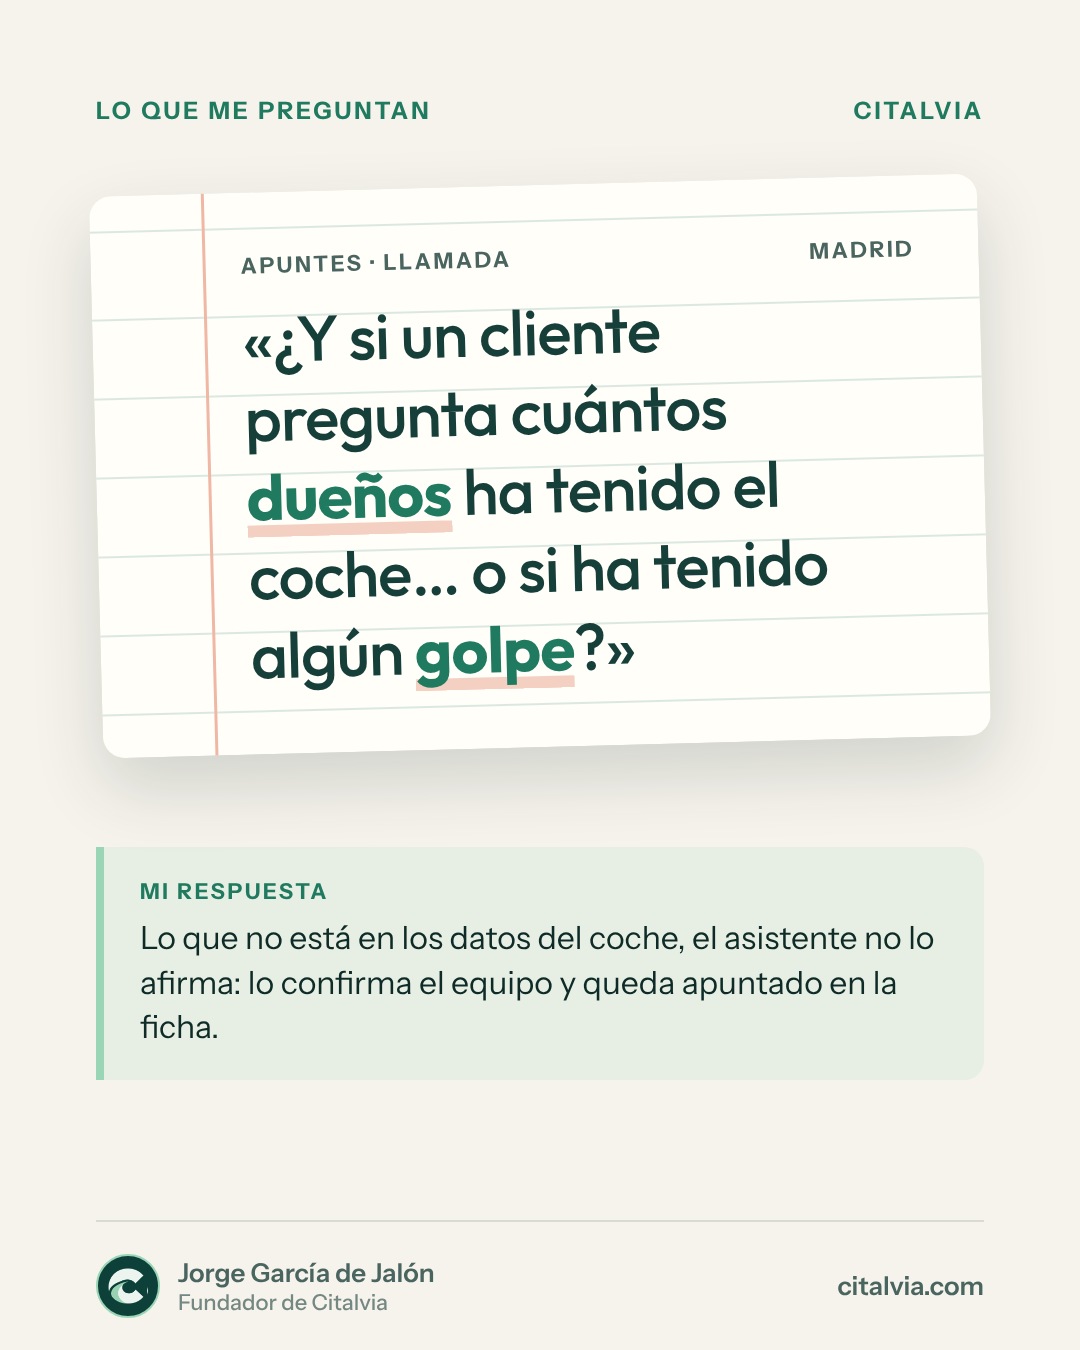 LO QUE ME PREGUNTAN
CITALVIA
APUNTES · LLAMADA
MADRID
«¿Y si un cliente
pregunta cuántos
dueños ha tenido el
coche... o si ha tenido
algún golpe?»
MI RESPUESTA
Lo que no está en los datos del coche, el asistente no lo
afirma: lo confirma el equipo y queda apuntado en la
ficha.
Jorge García de Jalón
Fundador de Citalvia
citalvia.com